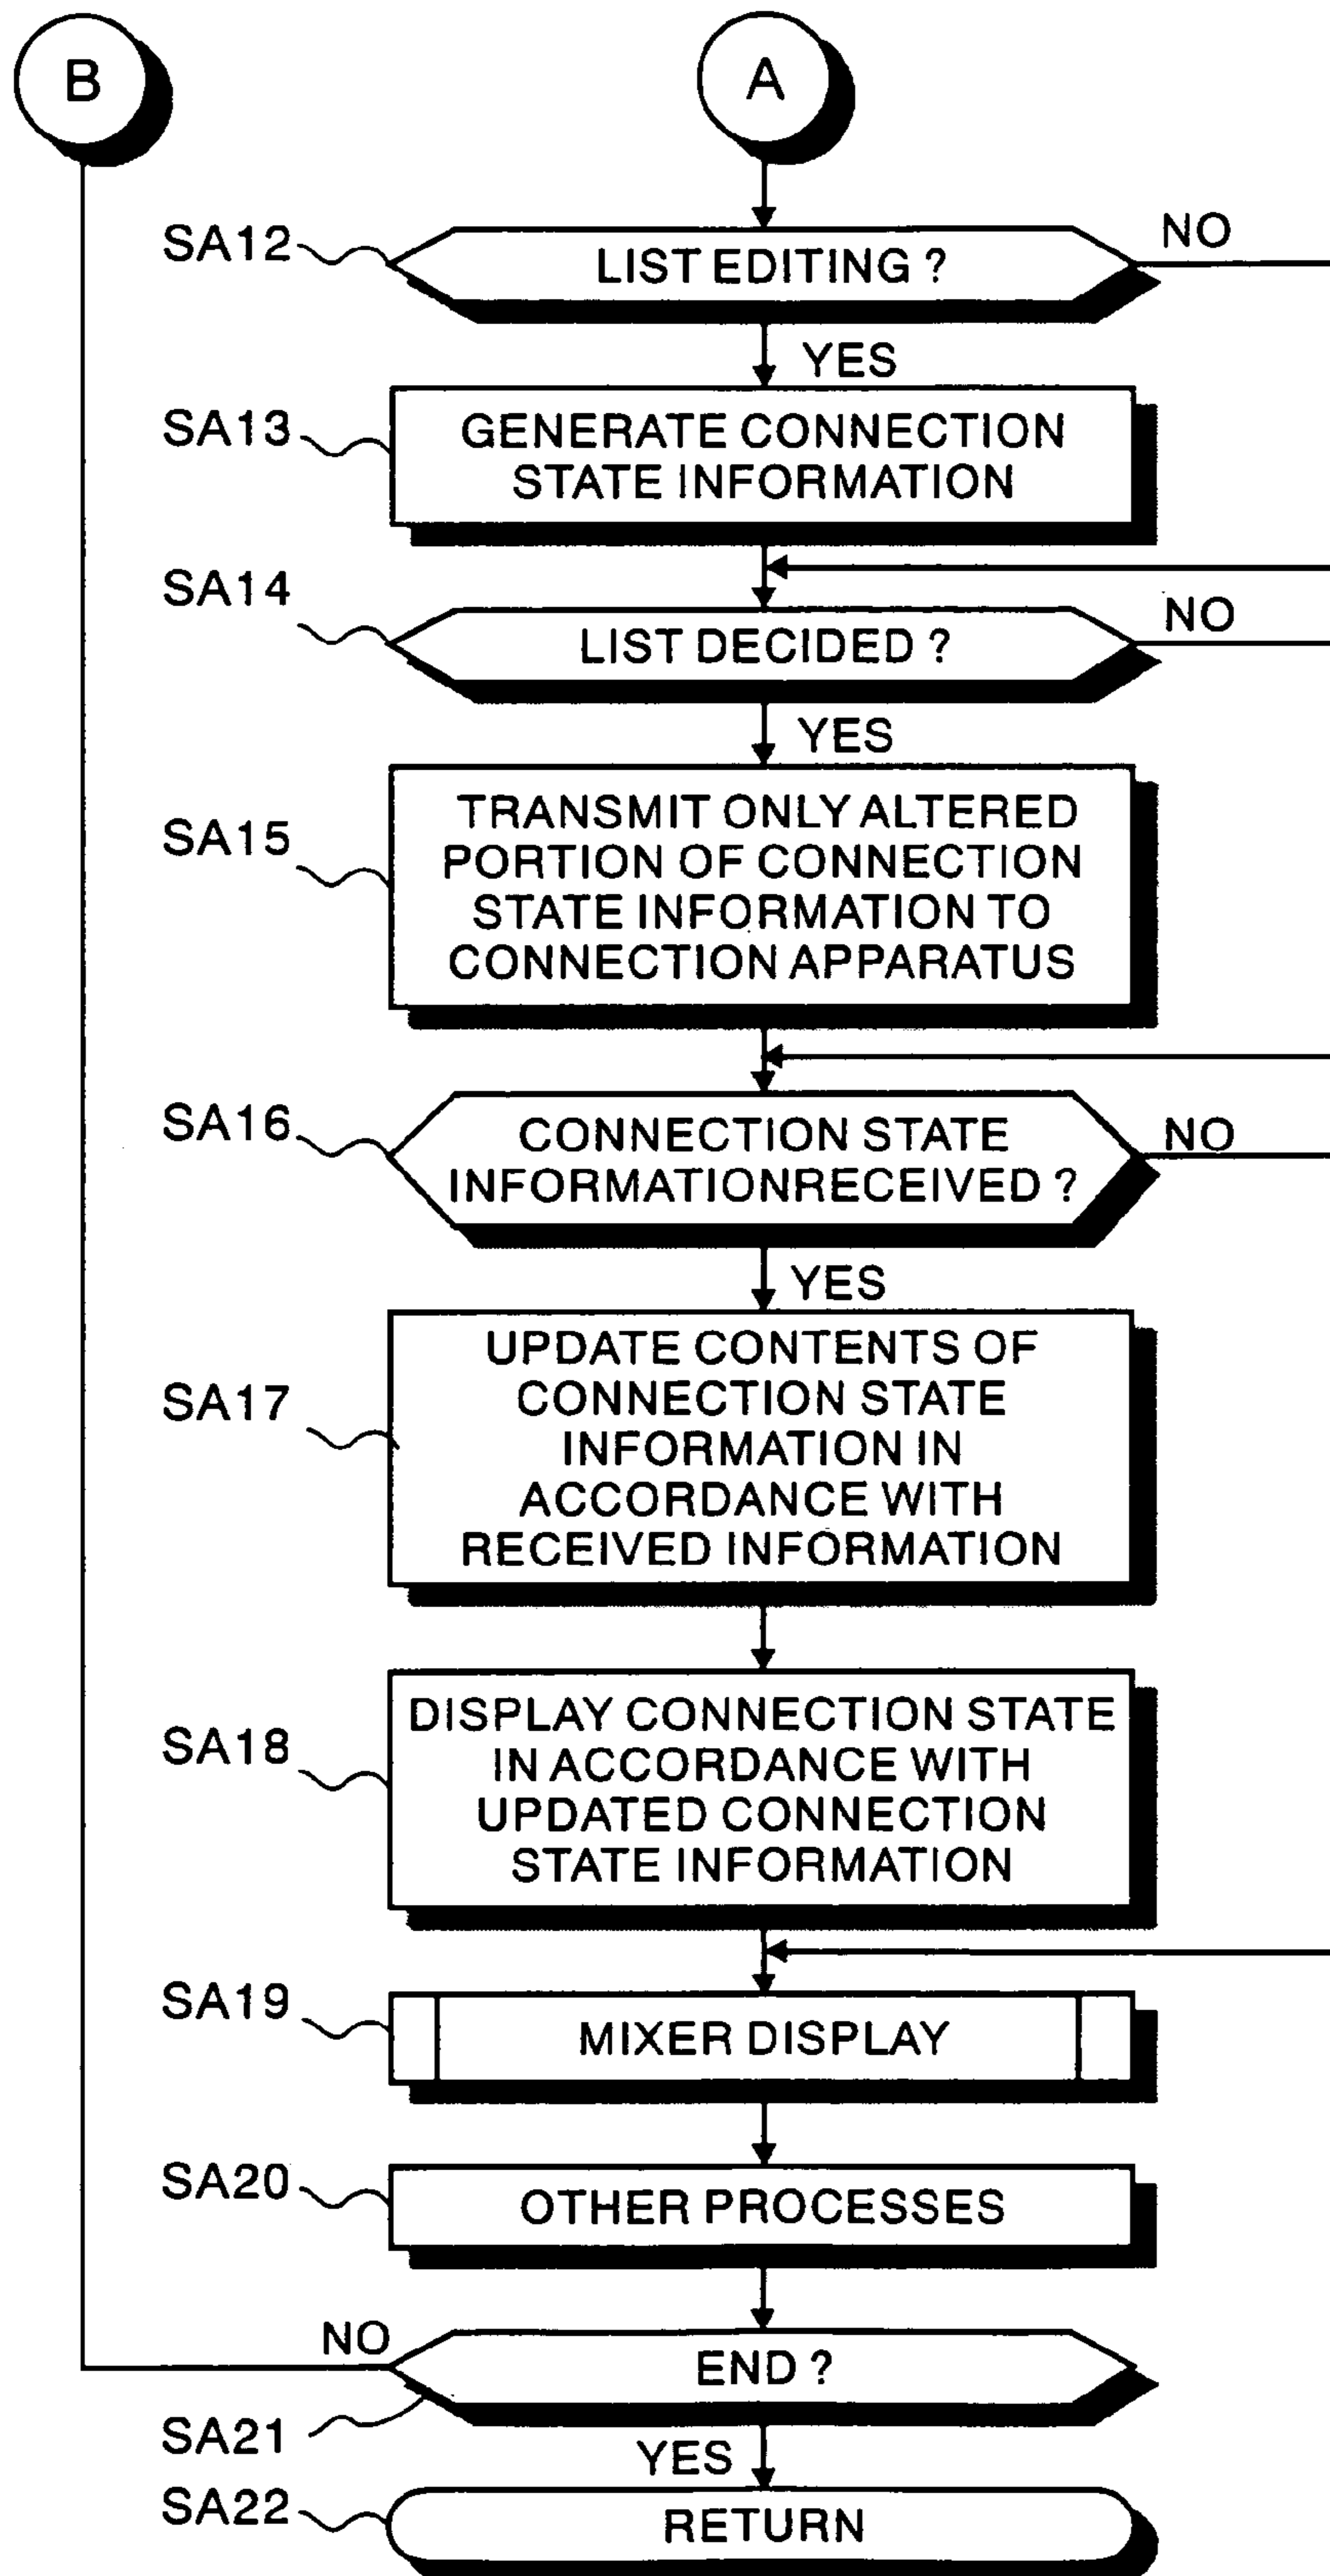 B
A
SA12
LIST EDITING ?
NO
YES
SA13
GENERATE CONNECTION
STATE INFORMATION
SA14
LIST DECIDED ?
NO
YES
SA15
TRANSMIT ONLY ALTERED
PORTION OF CONNECTION
STATE INFORMATION TO
CONNECTION APPARATUS
SA16
CONNECTION STATE
INFORMATIONRECEIVED ?
NO
YES
SA17
UPDATE CONTENTS OF
CONNECTION STATE
INFORMATION IN
ACCORDANCE WITH
RECEIVED INFORMATION
SA18
DISPLAY CONNECTION STATE
IN ACCORDANCE WITH
UPDATED CONNECTION
STATE INFORMATION
SA19
MIXER DISPLAY
SA20
OTHER PROCESSES
NO
END ?
SA21
YES
SA22
RETURN